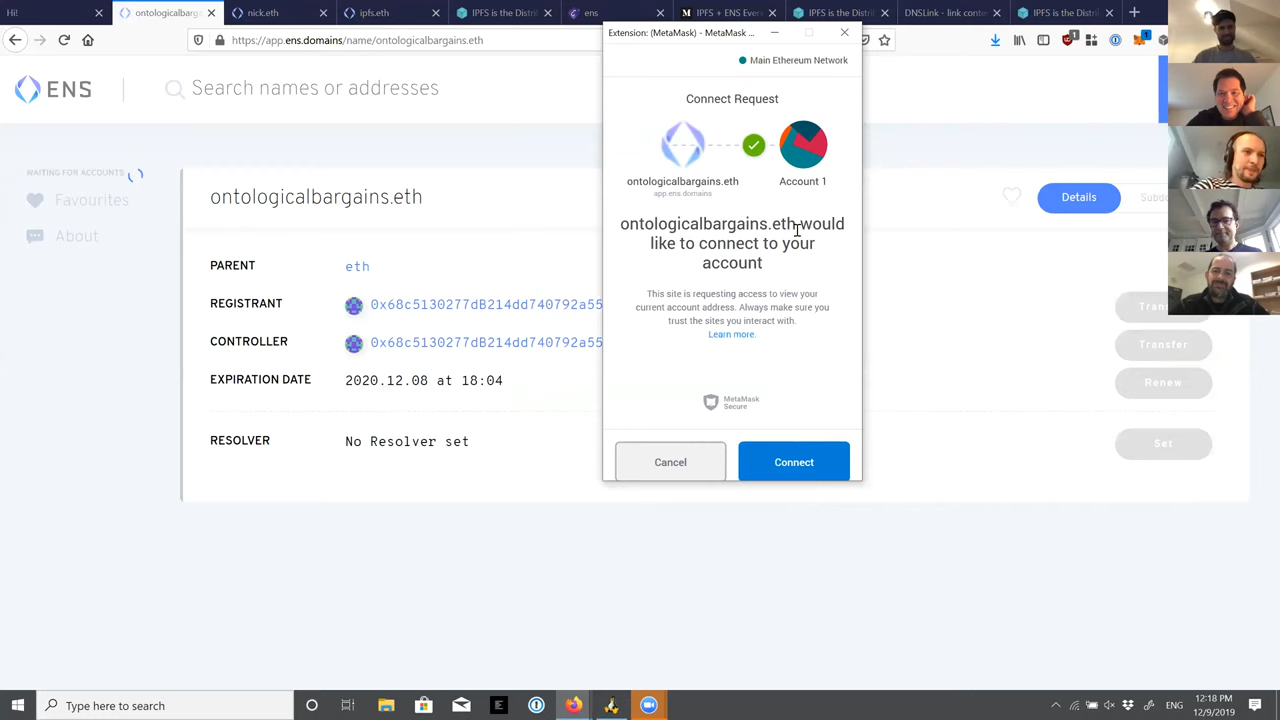 Hi!
ontologicalbarg
nick.eth
ipfs.eth
IPFS is the Distri
ens
IPFS + ENS
IPFS is the Distri
DNSLink - link conte
IPFS is the Distri
Extension: (MetaMask) - MetaMask ...
https://app.ens.domains/name/ontologicalbargains.eth
1
1
Main Ethereum Network
ENS
Search names or addresses
Connect Request
WAITING FOR ACCOUNTS
Favourites
About
ontologicalbargains.eth
app.ens.domains
Account 1
ontologicalbargains.eth
Details
Subdo
ontologicalbargains.eth would
like to connect to your
account
PARENT
eth
This site is requesting access to view your
current account address. Always make sure you
trust the sites you interact with.
Learn more.
REGISTRANT
0x68c5130277dB214dd740792a55
Trans
CONTROLLER
0x68c5130277dB214dd740792a55
Transfer
EXPIRATION DATE
2020.12.08 at 18:04
Renew
MetaMask
Secure
RESOLVER
No Resolver set
Set
Cancel
Connect
Type here to search
ENG
12:18 PM
12/9/2019